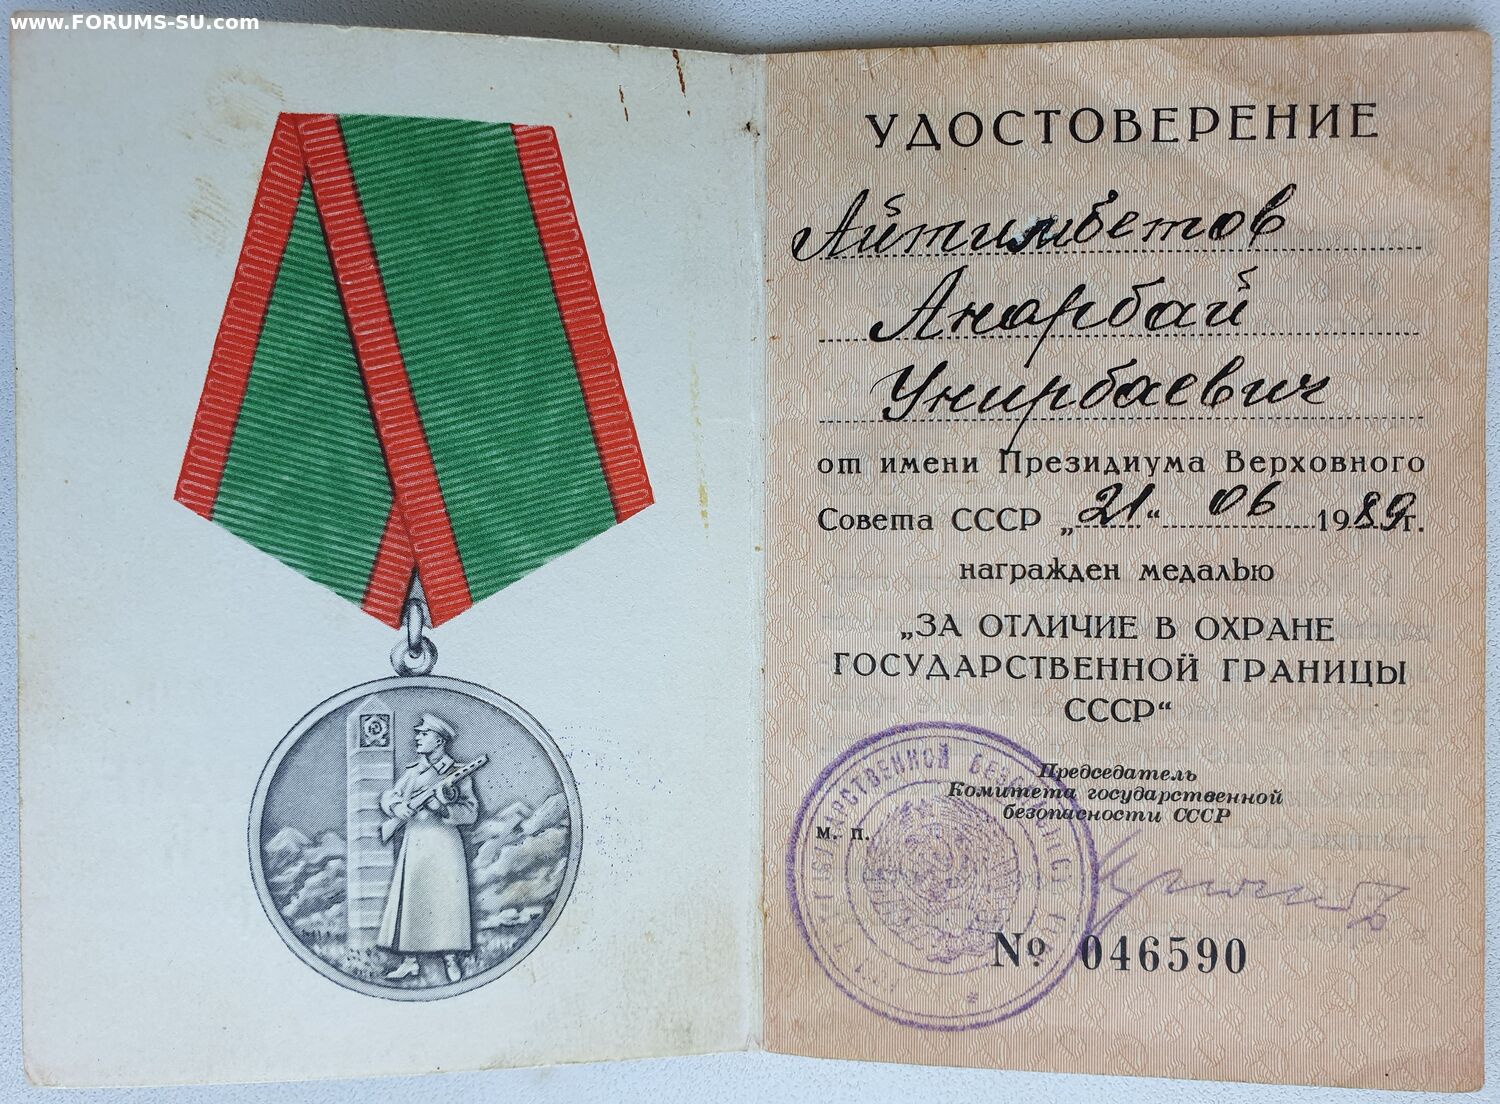 www.FORUMS-SU.com
УДОСТОВЕРЕНИЕ
Айтимбетов
Анарбай
Унирбаевич
от имени Президиума Верховного
Совета СССР „21“ 06 1989г.
награжден медалью
„ЗА ОТЛИЧИЕ В ОХРАНЕ
ГОСУДАРСТВЕННОЙ ГРАНИЦЫ
СССР“
Председатель
Комитета государственной
безопасности СССР
м. п.
№ 046590